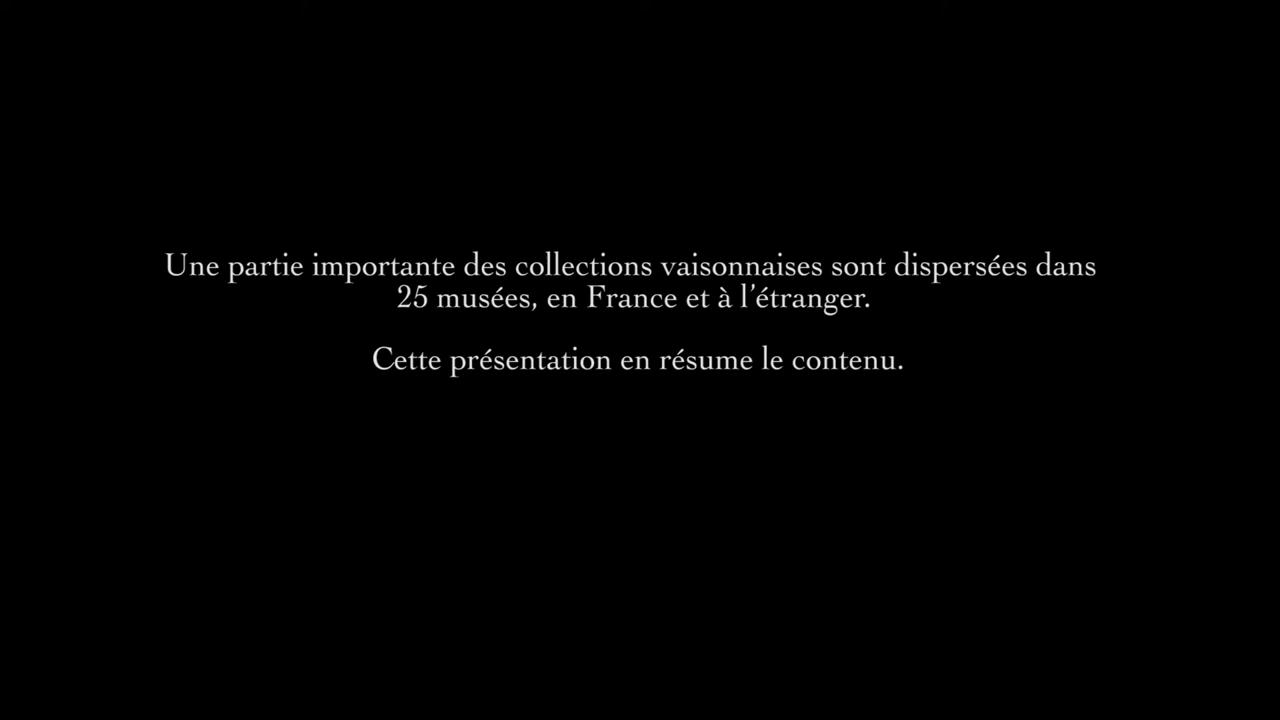 Une partie importante des collections vaisonnaises sont dispersées dans
25 musées, en France et à l’étranger.
Cette présentation en résume le contenu.